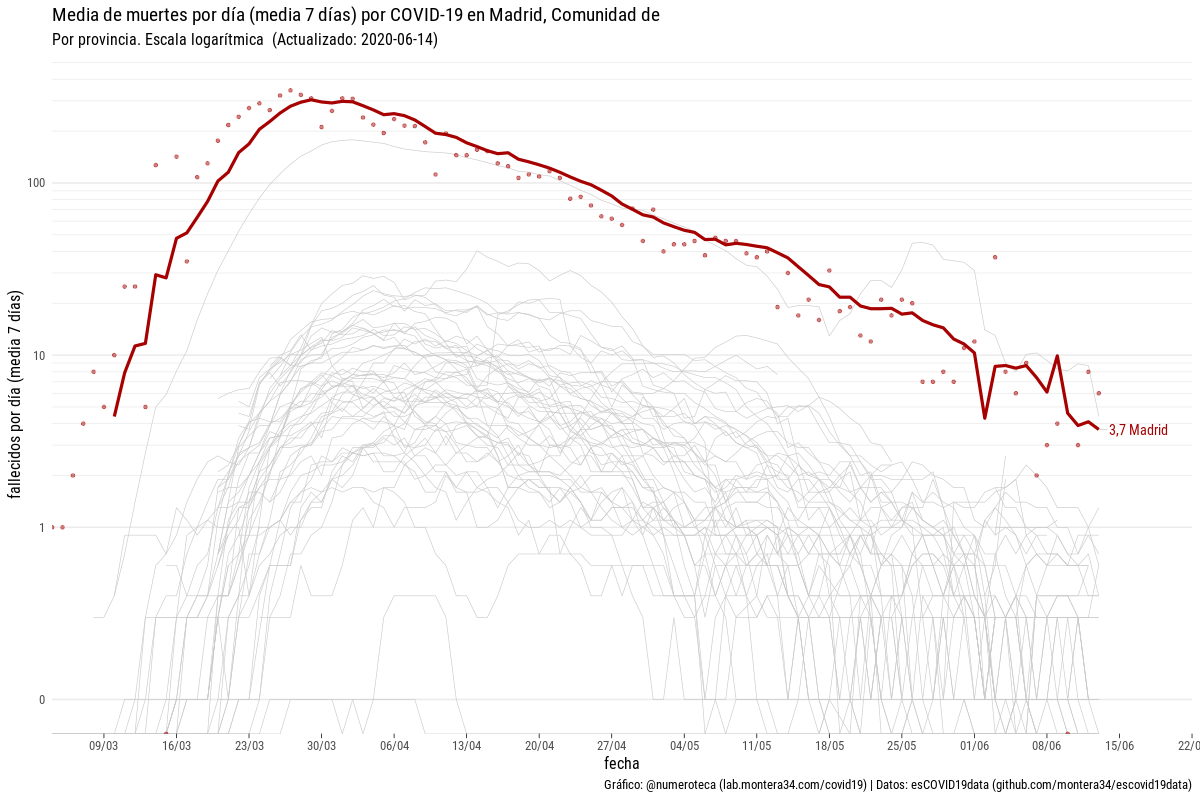 Media de muertes por día (media 7 días) por COVID-19 en Madrid, Comunidad de
Por provincia. Escala logarítmica  (Actualizado: 2020-06-14)
fallecidos por día (media 7 días)
100
10
1
0
3,7 Madrid
09/03 16/03 23/03 30/03 06/04 13/04 20/04 27/04 04/05 11/05 18/05 25/05 01/06 08/06 15/06 22/0
fecha
Gráfico: @numeroteca (lab.montera34.com/covid19) | Datos: esCOVID19data (github.com/montera34/escovid19data)